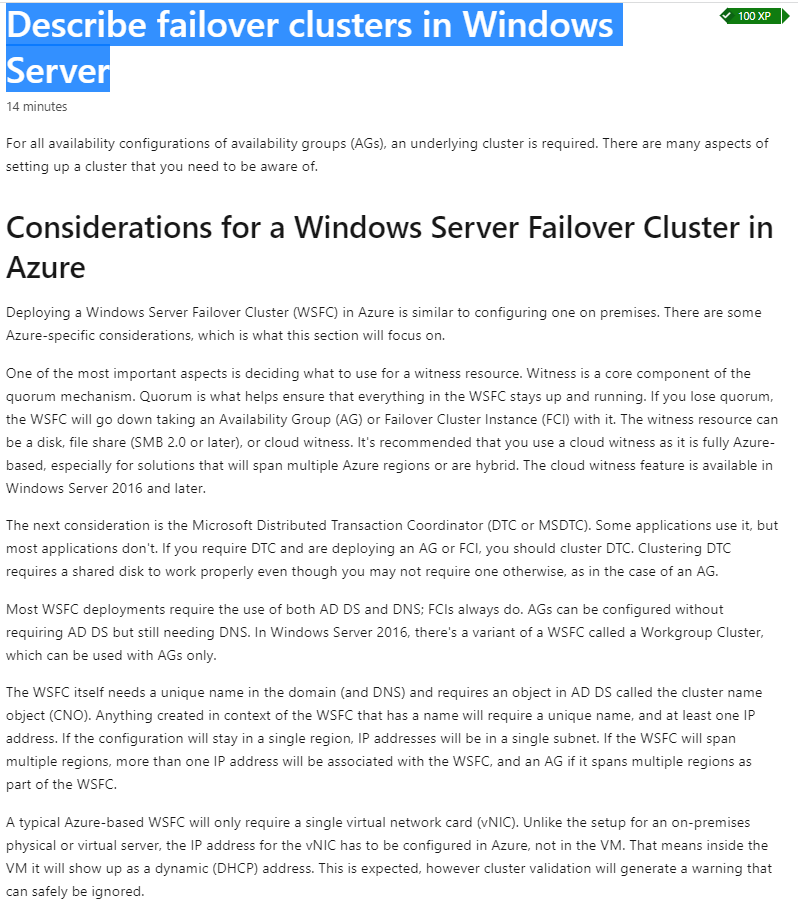 Describe failover clusters in Windows
Server
100 XP
14 minutes
For all availability configurations of availability groups (AGs), an underlying cluster is required. There are many aspects of
setting up a cluster that you need to be aware of.
Considerations for a Windows Server Failover Cluster in
Azure
Deploying a Windows Server Failover Cluster (WSFC) in Azure is similar to configuring one on premises. There are some
Azure-specific considerations, which is what this section will focus on.
One of the most important aspects is deciding what to use for a witness resource. Witness is a core component of the
quorum mechanism. Quorum is what helps ensure that everything in the WSFC stays up and running. If you lose quorum,
the WSFC will go down taking an Availability Group (AG) or Failover Cluster Instance (FCI) with it. The witness resource can
be a disk, file share (SMB 2.0 or later), or cloud witness. It's recommended that you use a cloud witness as it is fully Azure-
based, especially for solutions that will span multiple Azure regions or are hybrid. The cloud witness feature is available in
Windows Server 2016 and later.
The next consideration is the Microsoft Distributed Transaction Coordinator (DTC or MSDTC). Some applications use it, but
most applications don't. If you require DTC and are deploying an AG or FCI, you should cluster DTC. Clustering DTC
requires a shared disk to work properly even though you may not require one otherwise, as in the case of an AG.
Most WSFC deployments require the use of both AD DS and DNS; FCIs always do. AGs can be configured without
requiring AD DS but still needing DNS. In Windows Server 2016, there's a variant of a WSFC called a Workgroup Cluster,
which can be used with AGs only.
The WSFC itself needs a unique name in the domain (and DNS) and requires an object in AD DS called the cluster name
object (CNO). Anything created in context of the WSFC that has a name will require a unique name, and at least one IP
address. If the configuration will stay in a single region, IP addresses will be in a single subnet. If the WSFC will span
multiple regions, more than one IP address will be associated with the WSFC, and an AG if it spans multiple regions as
part of the WSFC.
A typical Azure-based WSFC will only require a single virtual network card (vNIC). Unlike the setup for an on-premises
physical or virtual server, the IP address for the vNIC has to be configured in Azure, not in the VM. That means inside the
VM it will show up as a dynamic (DHCP) address. This is expected, however cluster validation will generate a warning that
can safely be ignored.